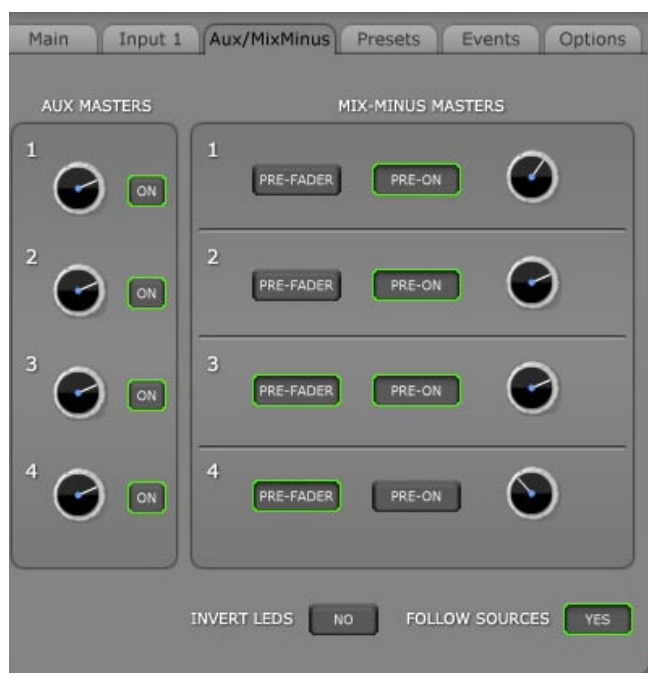 Main Input 1 Aux/MixMinus Presets Events Options
AUX MASTERS MIX-MINUS MASTERS
1 ON 1 PRE-FADER PRE-ON
2 ON 2 PRE-FADER PRE-ON
3 ON 3 PRE-FADER PRE-ON
4 ON 4 PRE-FADER PRE-ON
INVERT LEDS NO FOLLOW SOURCES YES